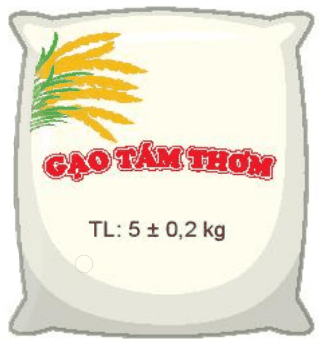 GẠO TÁM THƠM
TL: 5 ± 0,2 kg